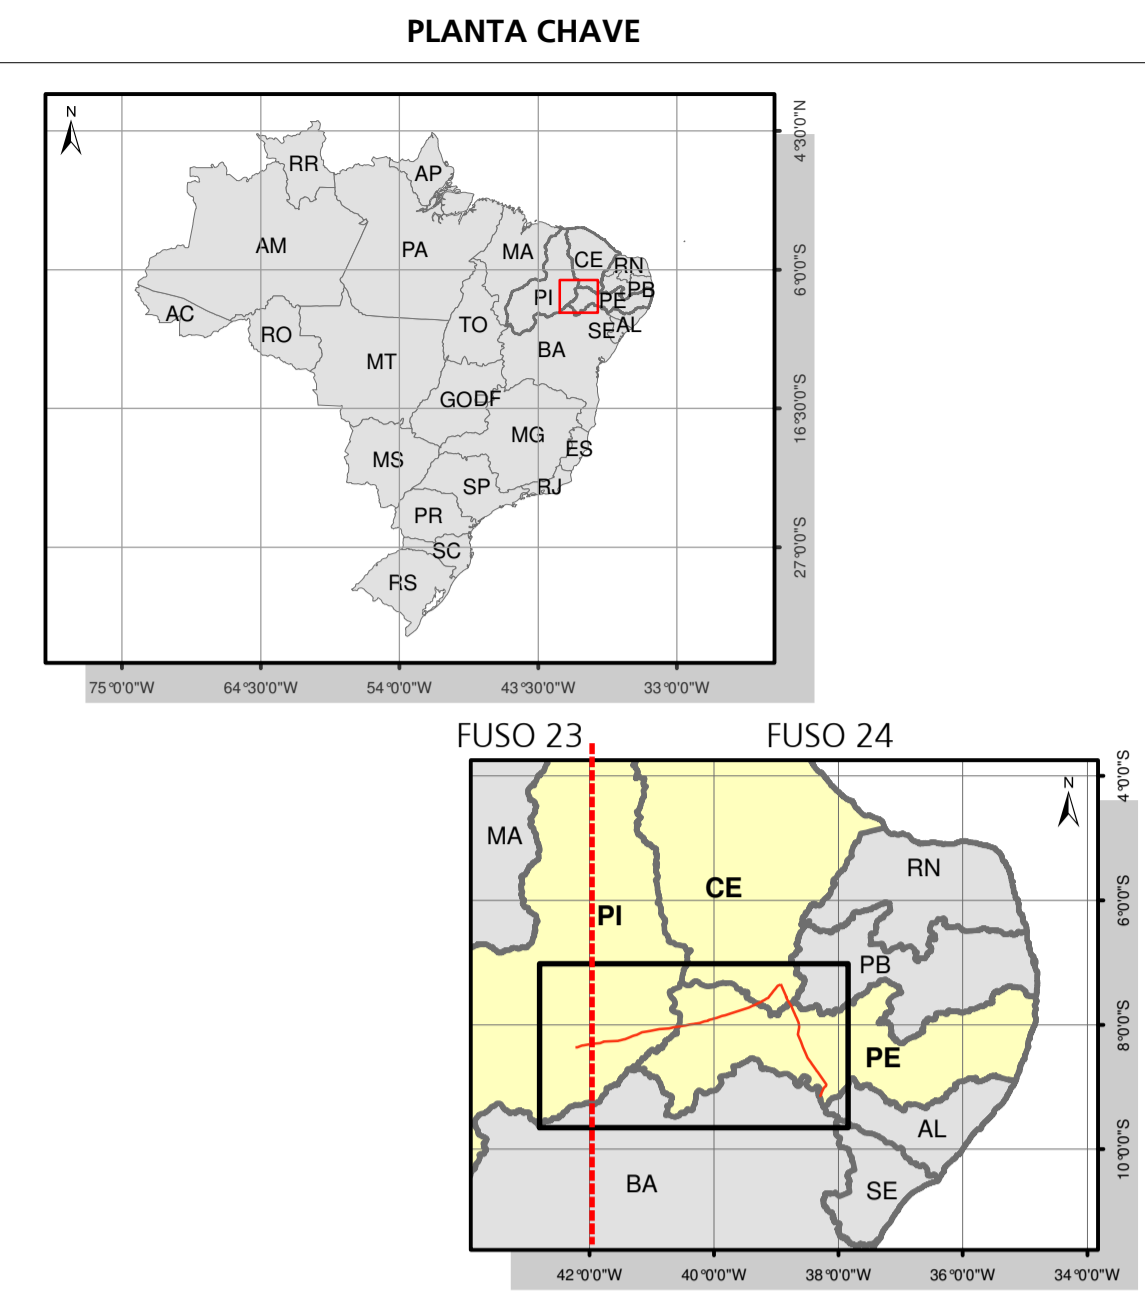 PLANTA CHAVE
N
4°30'0"N
RR
AP
AM
PA
MA
CE
RN
6°0'0"S
PI
PE
PB
AC
RO
TO
SE
AL
BA
MT
GO
DF
16°30'0"S
MG
ES
MS
SP
RJ
PR
SC
27°0'0"S
RS
75°0'0"W 64°30'0"W 54°0'0"W 43°30'0"W 33°0'0"W
FUSO 23 FUSO 24
N
4°0'0"S
MA
RN
CE
6°0'0"S
PI
PB
8°0'0"S
PE
AL
10°0'0"S
BA
SE
42°0'0"W 40°0'0"W 38°0'0"W 36°0'0"W 34°0'0"W